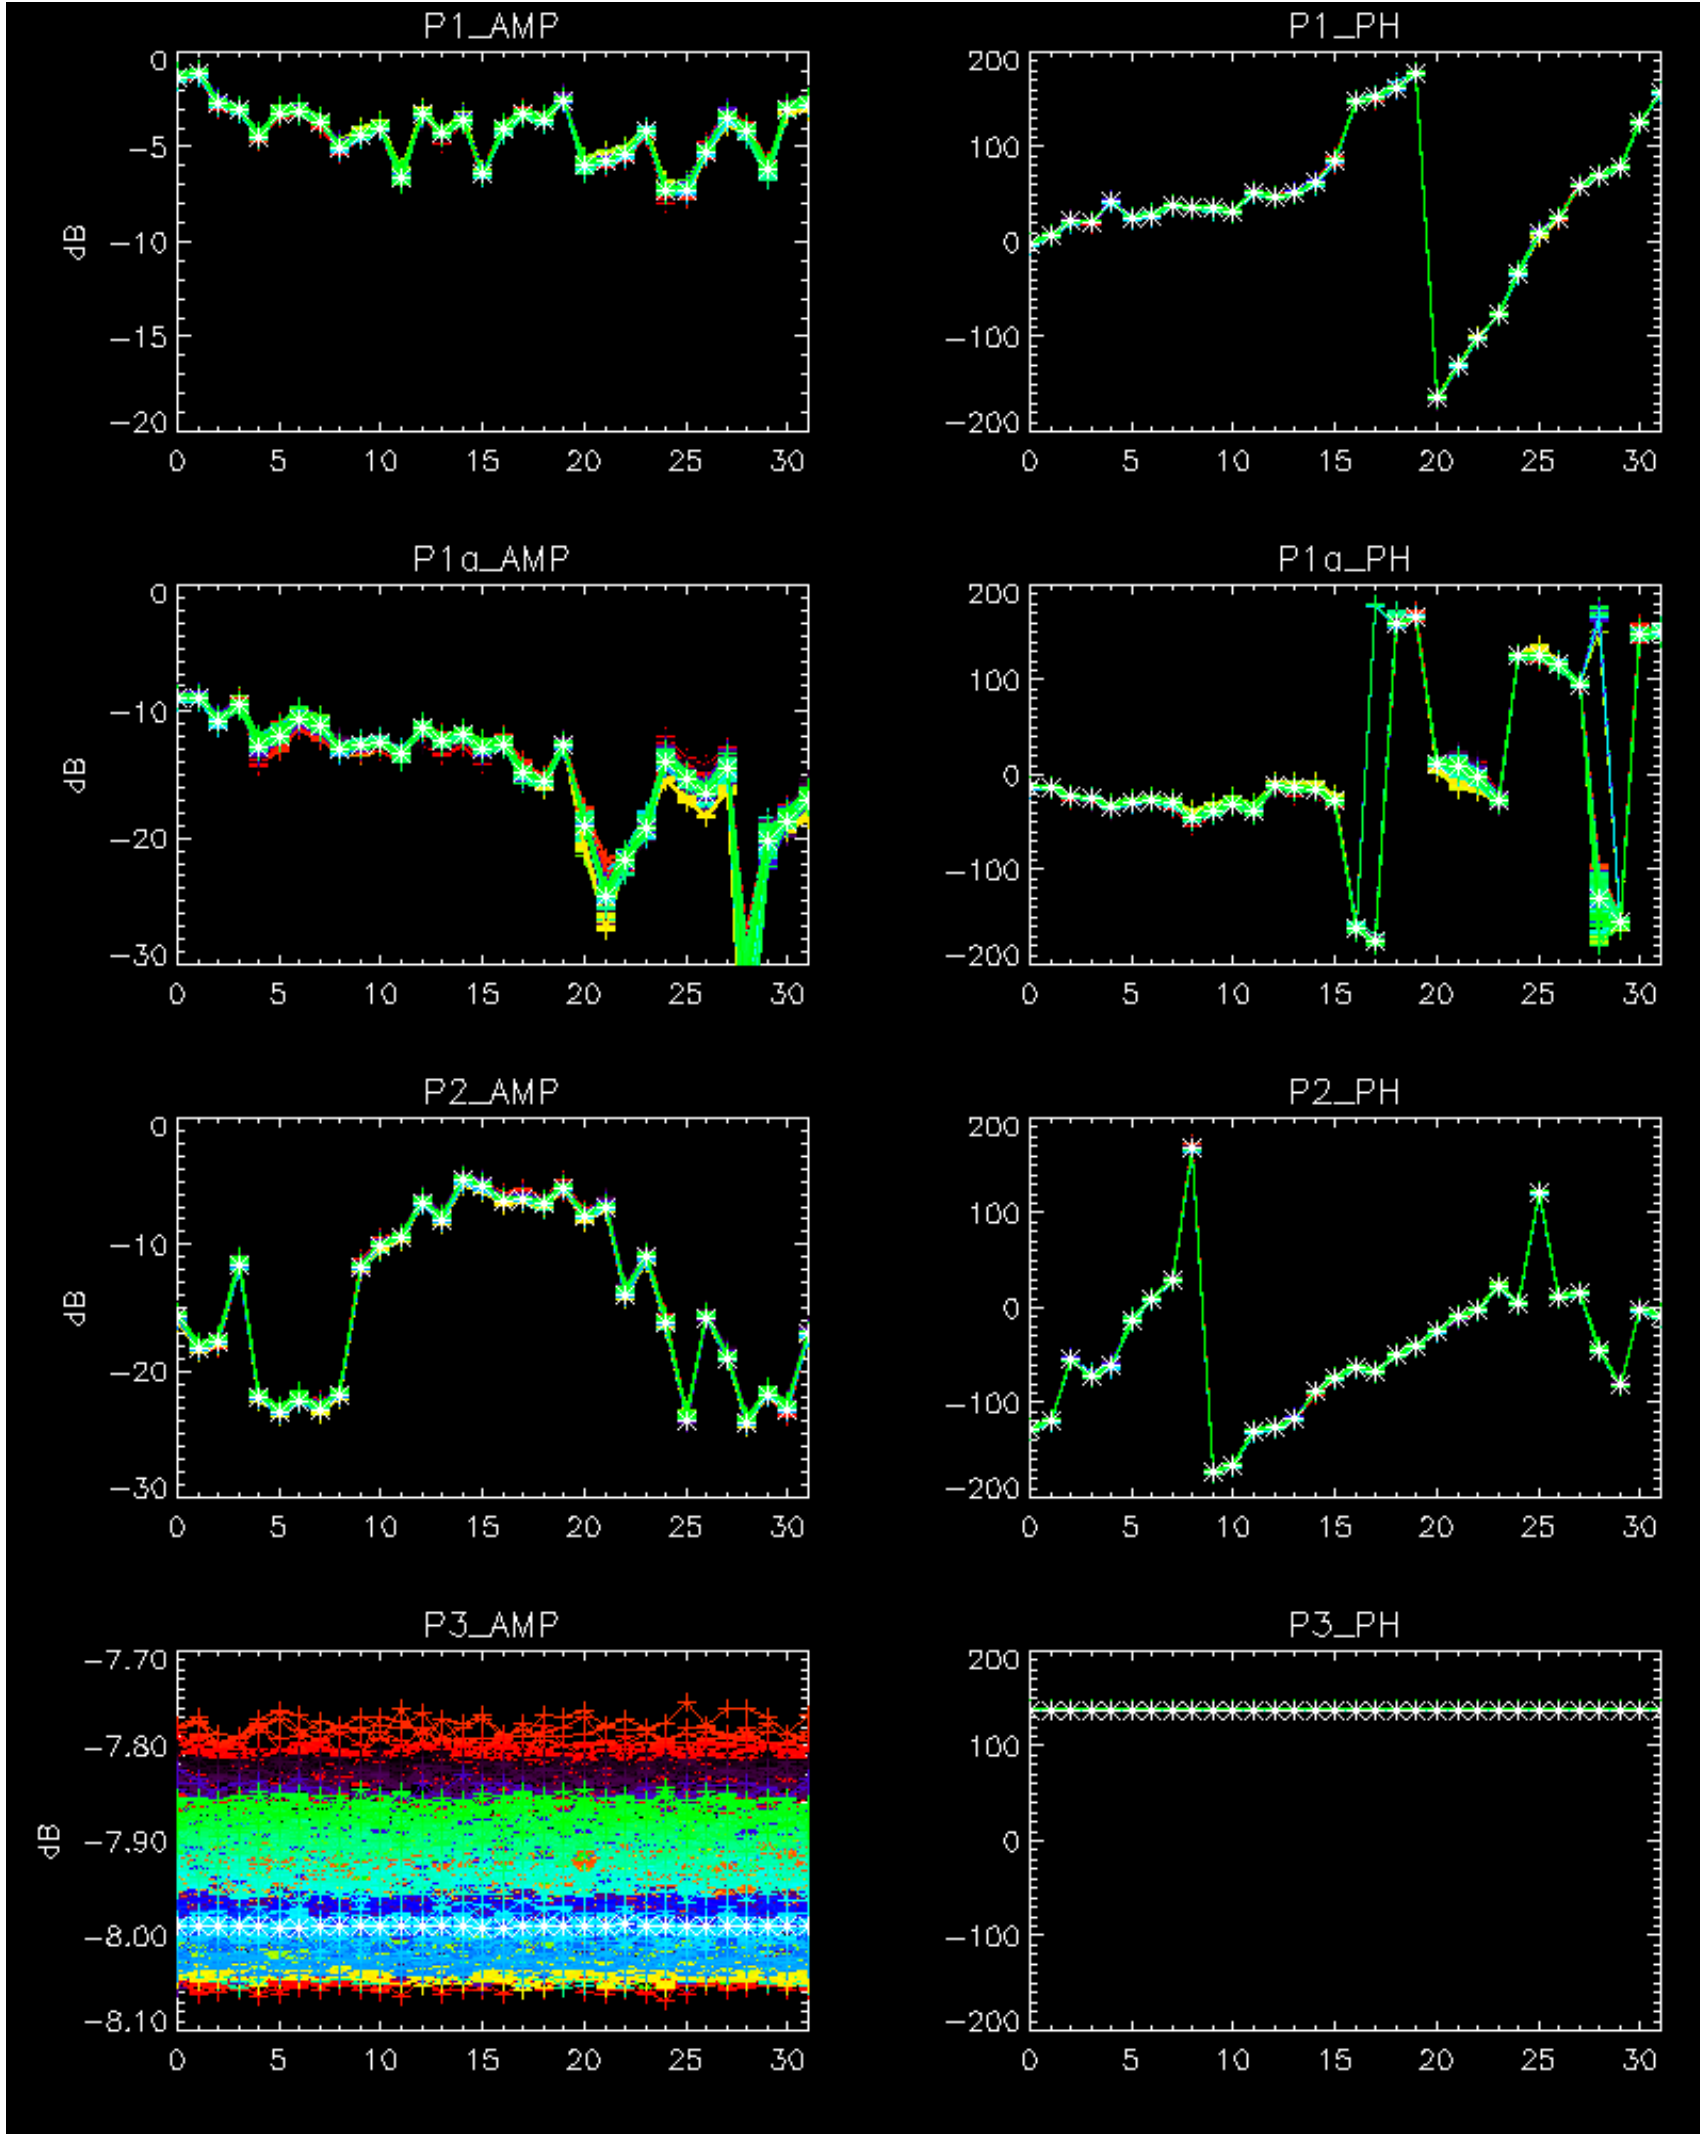 P1_AMP P1_PH
0 200
-5 100
dB
-10 0
-15 -100
-20 -200
0 5 10 15 20 25 30 0 5 10 15 20 25 30
P1a_AMP P1a_PH
0 200
-10 100
dB
0
-20 -100
-30 -200
0 5 10 15 20 25 30 0 5 10 15 20 25 30
P2_AMP P2_PH
0 200
-10 100
dB
0
-20 -100
-30 -200
0 5 10 15 20 25 30 0 5 10 15 20 25 30
P3_AMP P3_PH
-7.70 200
-7.80 100
dB
-7.90 0
-8.00 -100
-8.10 -200
0 5 10 15 20 25 30 0 5 10 15 20 25 30